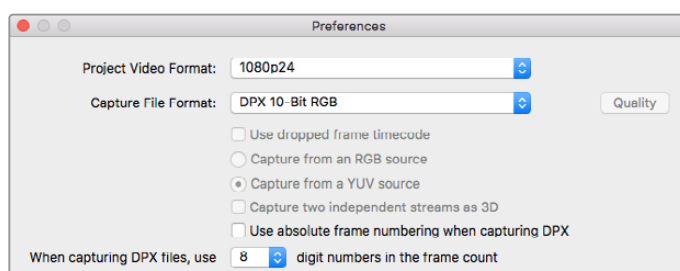 Preferences
Project Video Format: 1080p24
Capture File Format: DPX 10-Bit RGB Quality
Use dropped frame timecode
Capture from an RGB source
Capture from a YUV source
Capture two independent streams as 3D
Use absolute frame numbering when capturing DPX
When capturing DPX files, use 8 digit numbers in the frame count